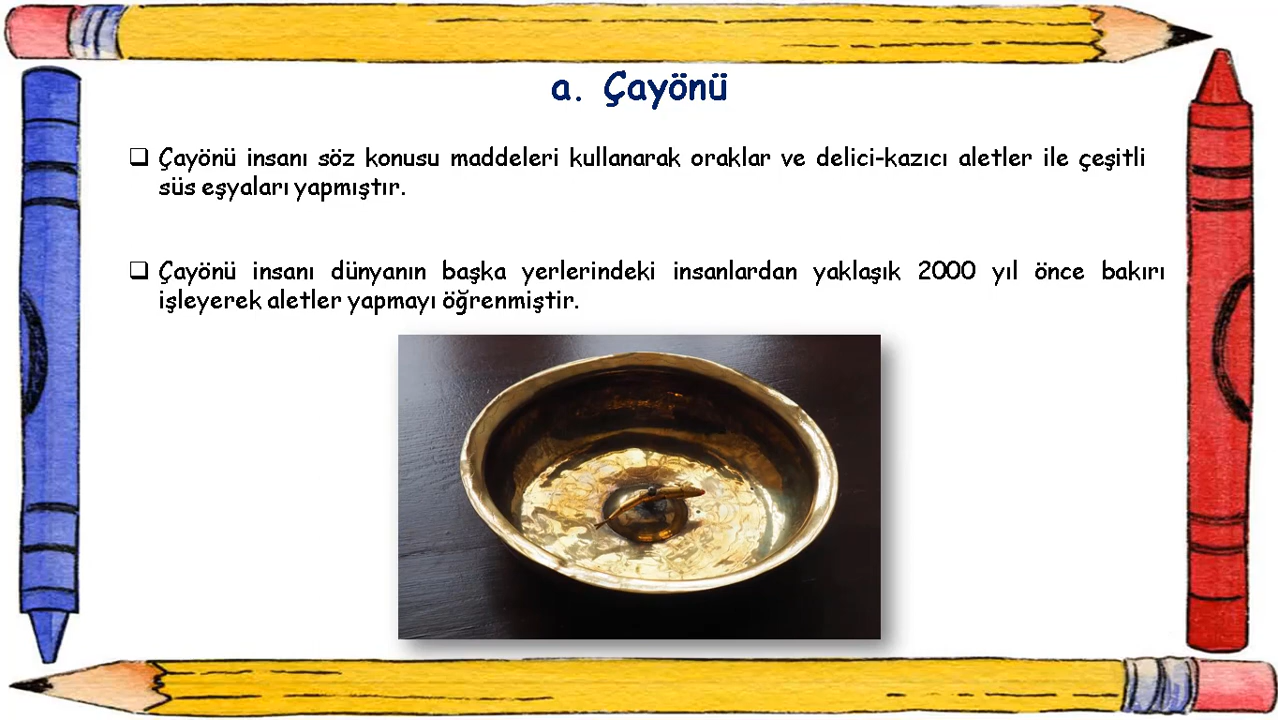 a. Çayönü
Çayönü insanı söz konusu maddeleri kullanarak oraklar ve delici-kazıcı aletler ile çeşitli
süs eşyaları yapmıştır.
Çayönü insanı dünyanın başka yerlerindeki insanlardan yaklaşık 2000 yıl önce bakırı
işleyerek aletler yapmayı öğrenmiştir.